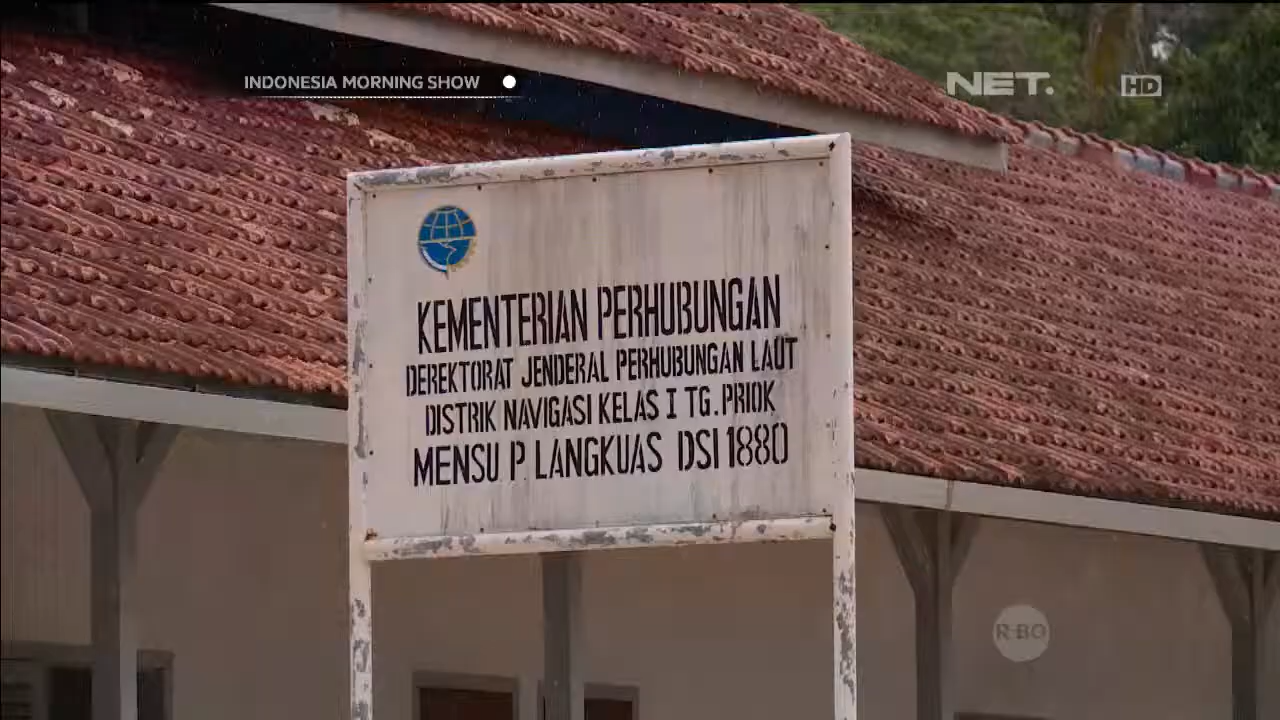 INDONESIA MORNING SHOW
NET. HD
KEMENTERIAN PERHUBUNGAN
DEREKTORAT JENDERAL PERHUBUNGAN LAUT
DISTRIK NAVIGASI KELAS I TG. PRIOK
MENSU P. LANGKUAS DSI 1880
R-BO